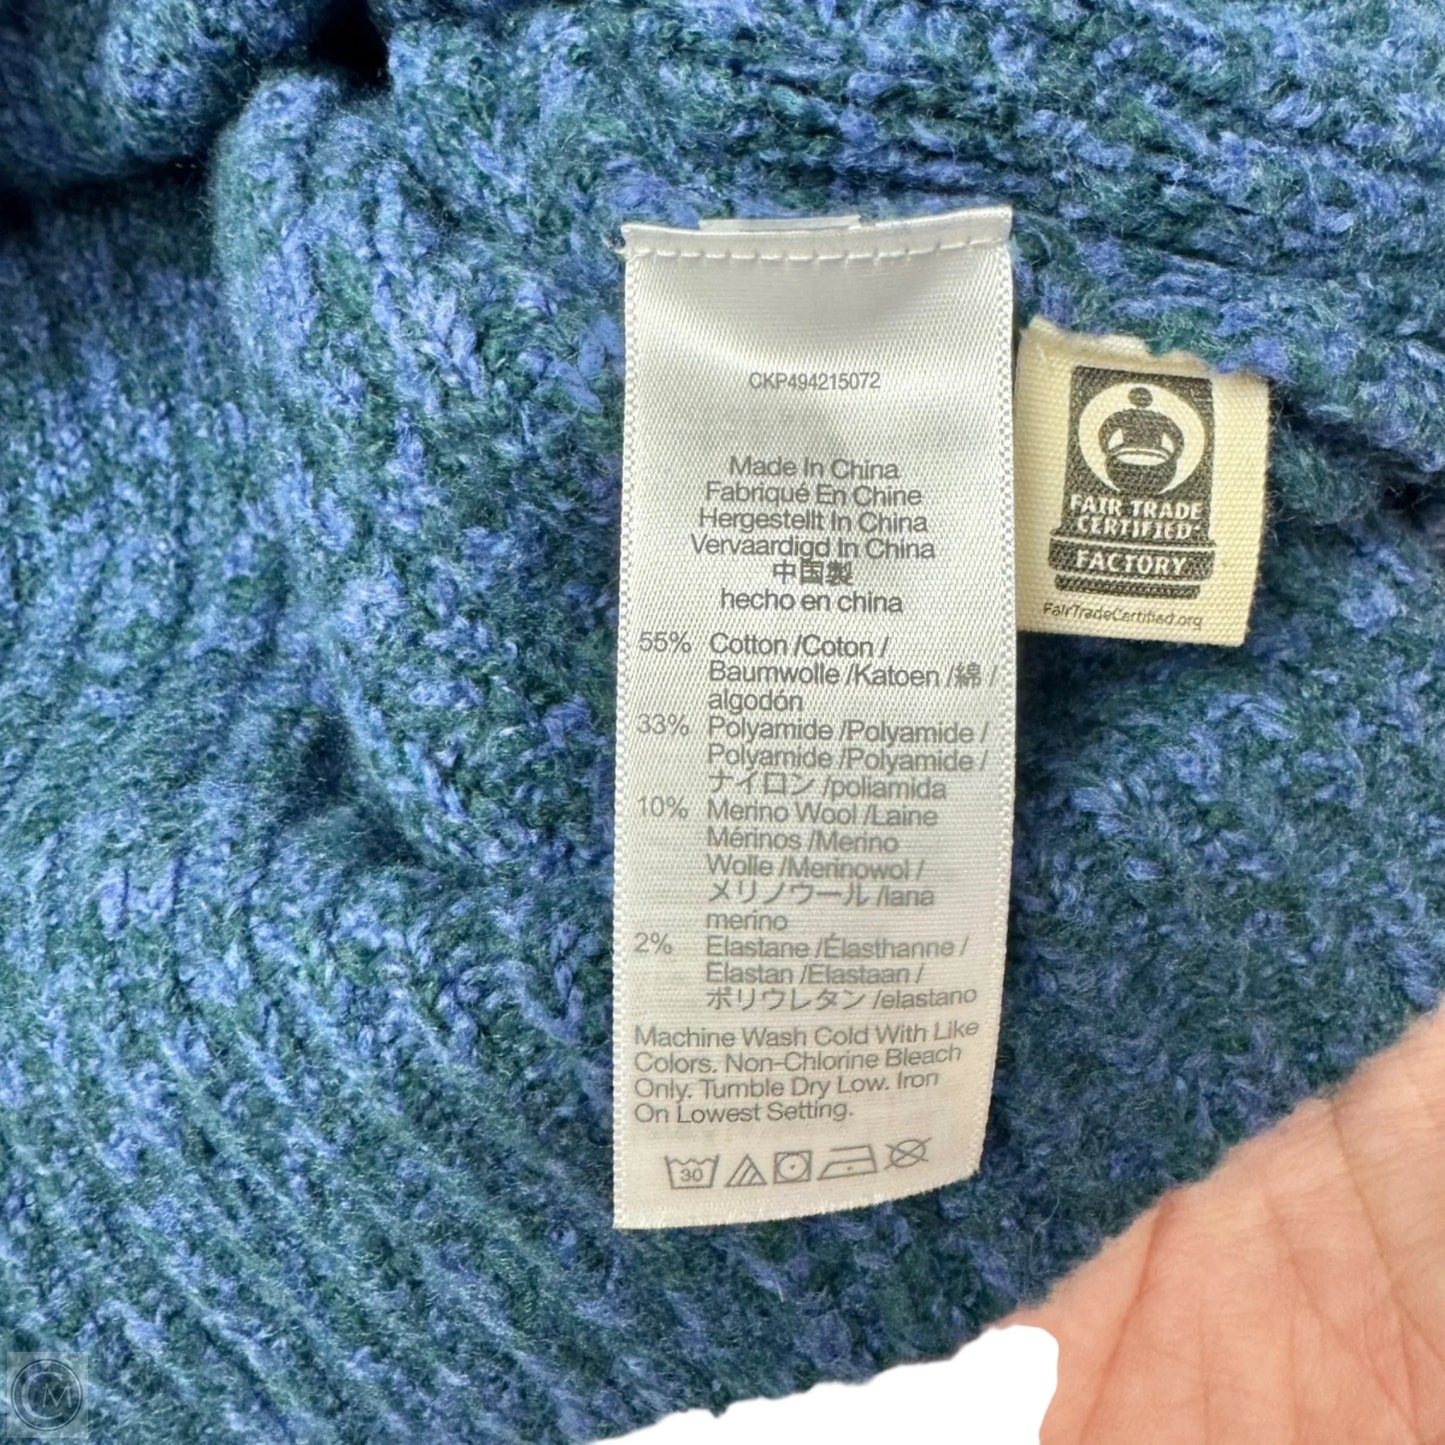 CKP494215072
Made In China
Fabriqué En Chine
Hergestellt In China
Vervaardigd In China
中国製
hecho en china
55% Cotton /Coton /
Baumwolle /Katoen /綿 /
algodón
33% Polyamide /Polyamide /
Polyamide /Polyamide /
ナイロン /poliamida
10% Merino Wool /Laine
Mérinos /Merino
Wolle /Merinowol /
メリノウール /lana
merino
2% Elastane /Élasthanne /
Elastan /Elastaan /
ポリウレタン /elastano
Machine Wash Cold With Like
Colors. Non-Chlorine Bleach
Only. Tumble Dry Low. Iron
On Lowest Setting.
30
FAIR TRADE
CERTIFIED™
FACTORY
FairTradeCertified.org
CM